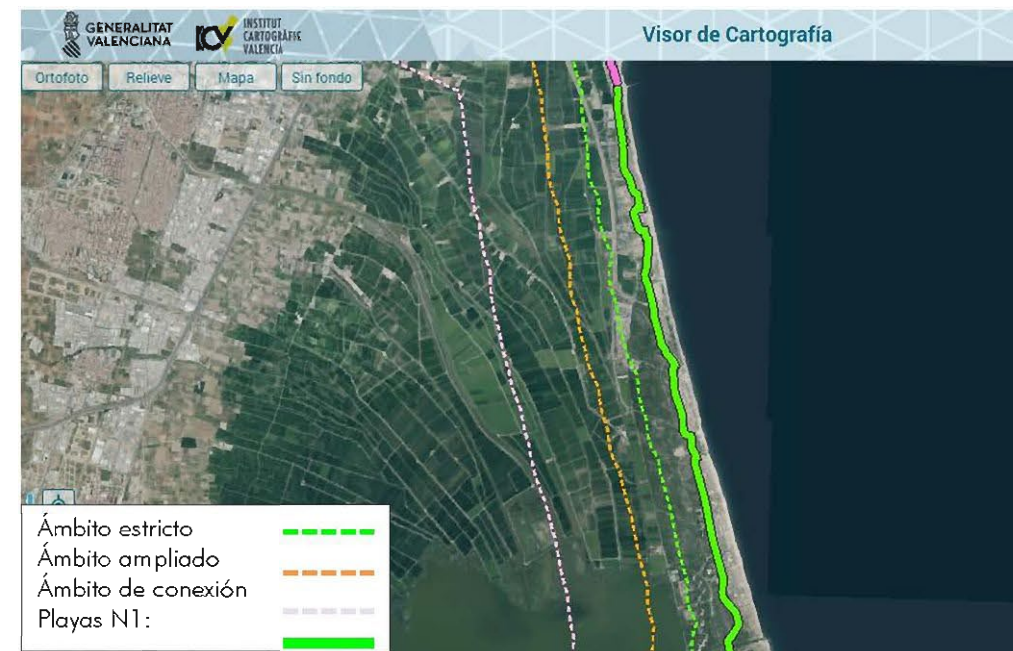 GENERALITAT
VALENCIANA
ICV
INSTITUT
CARTOGRÀFIC
VALENCIÀ
Visor de Cartografía
Ortofoto
Relieve
Mapa
Sin fondo
Ámbito estricto
Ámbito ampliado
Ámbito de conexión
Playas N1: